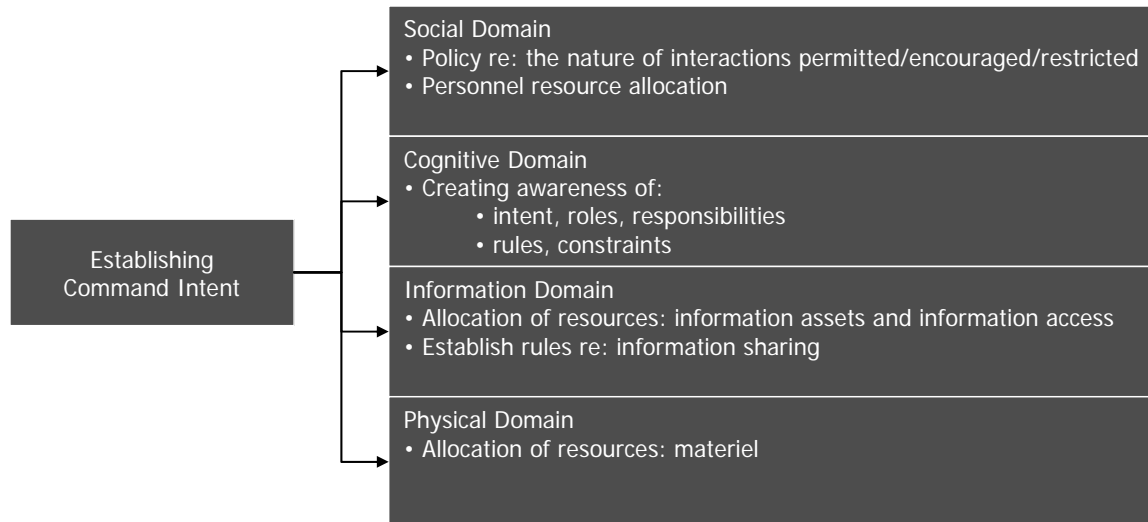 Social Domain
• Policy re: the nature of interactions permitted/encouraged/restricted
• Personnel resource allocation
Cognitive Domain
• Creating awareness of:
• intent, roles, responsibilities
• rules, constraints
Establishing
Command Intent
Information Domain
• Allocation of resources: information assets and information access
• Establish rules re: information sharing
Physical Domain
• Allocation of resources: materiel